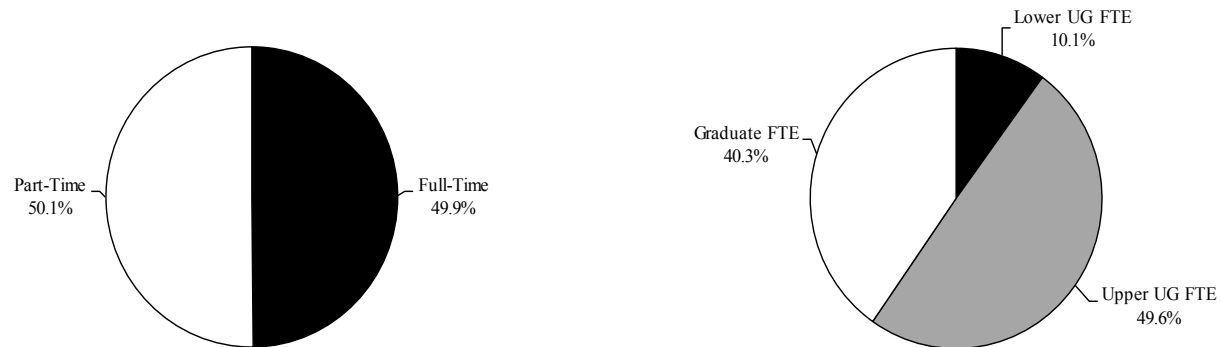 Part-Time
50.1%
Full-Time
49.9%
Lower UG FTE
10.1%
Graduate FTE
40.3%
Upper UG FTE
49.6%